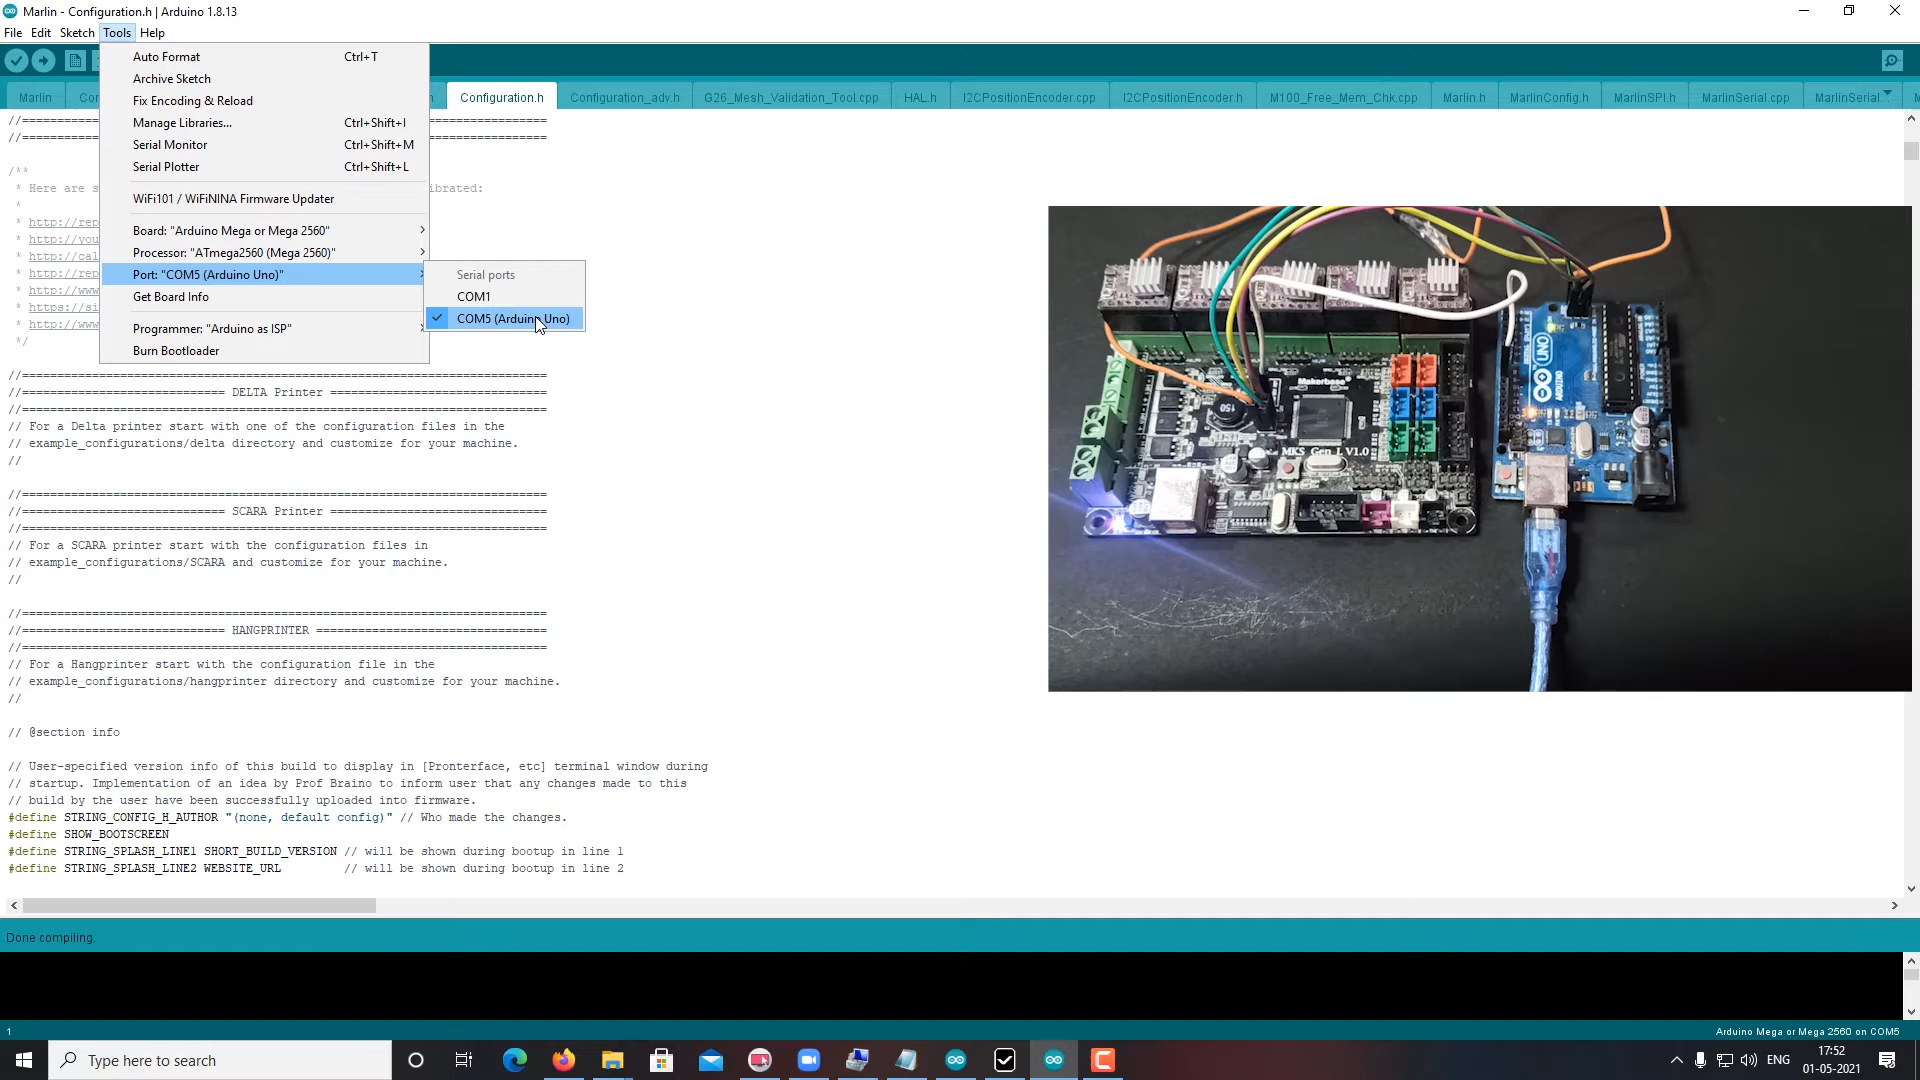 Marlin - Configuration.h | Arduino 1.8.13
File Edit Sketch Tools Help
Auto Format Ctrl+T
Archive Sketch
Fix Encoding & Reload
Manage Libraries... Ctrl+Shift+I
Serial Monitor Ctrl+Shift+M
Serial Plotter Ctrl+Shift+L
WiFi101 / WiFiNINA Firmware Updater
Board: "Arduino Mega or Mega 2560"
Processor: "ATmega2560 (Mega 2560)"
Port: "COM5 (Arduino Uno)"
Get Board Info
Programmer: "Arduino as ISP"
Burn Bootloader
Serial ports
COM1
COM5 (Arduino Uno)
Marlin Con h Configuration.h Configuration_adv.h G26_Mesh_Validation_Tool.cpp HAL.h I2CPositionEncoder.cpp I2CPositionEncoder.h M100_Free_Mem_Chk.cpp Marlin.h MarlinConfig.h MarlinSPI.h MarlinSerial.cpp MarlinSerial
//===========================================================================
//===========================================================================
/**
* Here are s ibrated:
*
* http://rep
* http://you
* http://cal
* http://rep
* http://www
* https://si
* http://www
*/
//===========================================================================
//============================= DELTA Printer ===============================
//===========================================================================
// For a Delta printer start with one of the configuration files in the
// example_configurations/delta directory and customize for your machine.
//
//===========================================================================
//============================= SCARA Printer ===============================
//===========================================================================
// For a SCARA printer start with the configuration files in
// example_configurations/SCARA and customize for your machine.
//
//===========================================================================
//============================= HANGPRINTER =================================
//===========================================================================
// For a Hangprinter start with the configuration file in the
// example_configurations/hangprinter directory and customize for your machine.
//
// @section info
// User-specified version info of this build to display in [Pronterface, etc] terminal window during
// startup. Implementation of an idea by Prof Braino to inform user that any changes made to this
// build by the user have been successfully uploaded into firmware.
#define STRING_CONFIG_H_AUTHOR "(none, default config)" // Who made the changes.
#define SHOW_BOOTSCREEN
#define STRING_SPLASH_LINE1 SHORT_BUILD_VERSION // will be shown during bootup in line 1
#define STRING_SPLASH_LINE2 WEBSITE_URL // will be shown during bootup in line 2
Makerbase
150
MKS Gen_L V1.0
UNO
ARDUINO
Done compiling.
1
Arduino Mega or Mega 2560 on COM5
Type here to search
ENG
17:52
01-05-2021